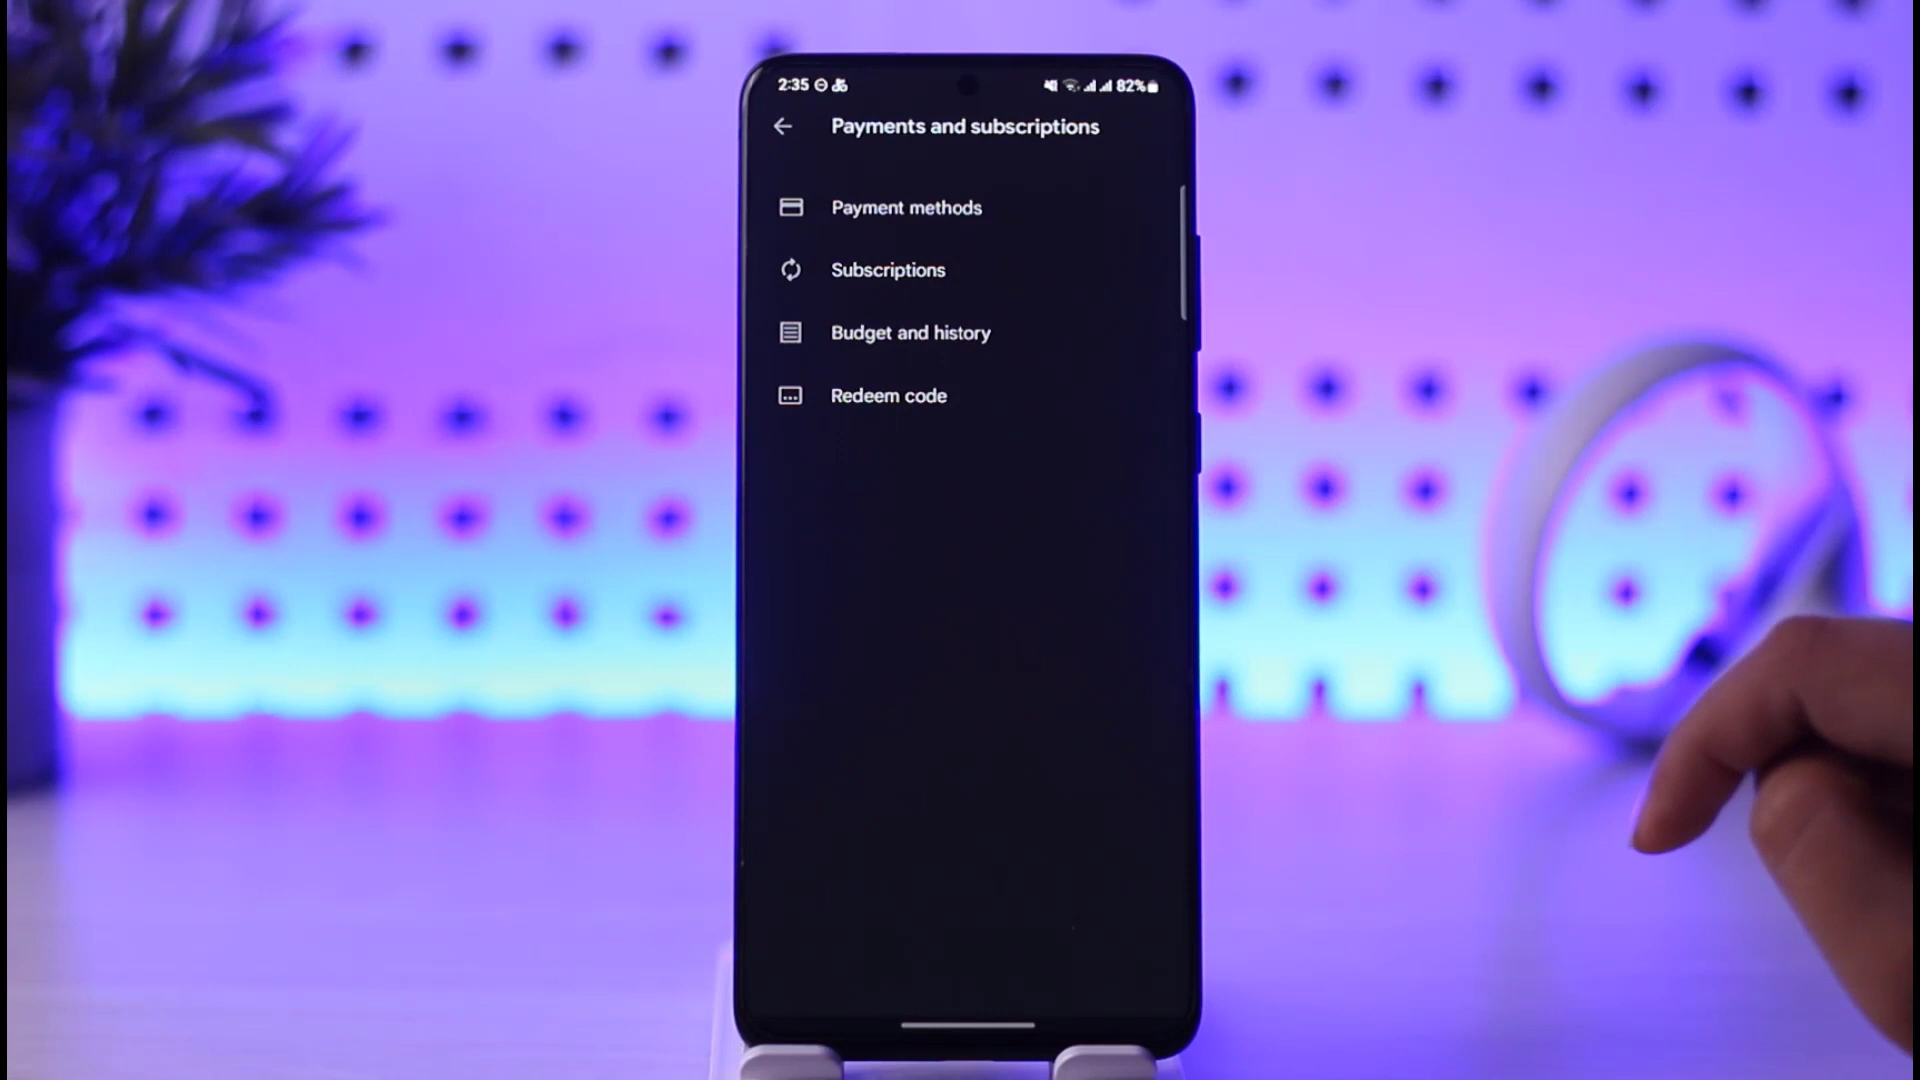 2:35 82%
Payments and subscriptions
Payment methods
Subscriptions
Budget and history
Redeem code